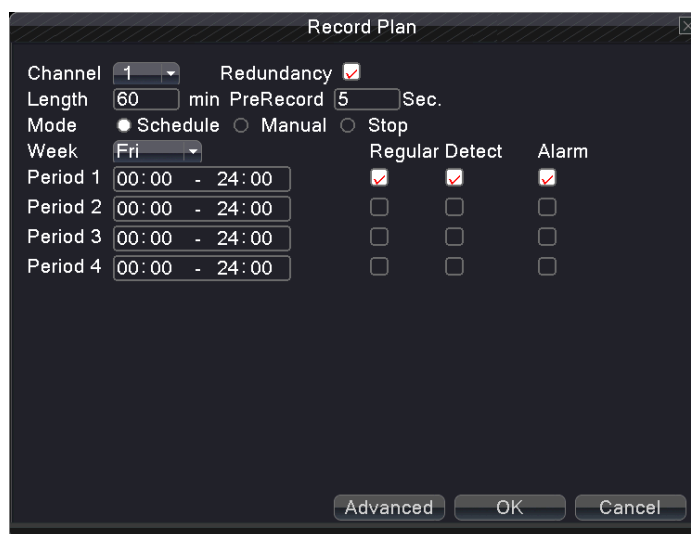 Record Plan
Channel 1 Redundancy
Length 60 min PreRecord 5 Sec.
Mode Schedule Manual Stop
Week Fri Regular Detect Alarm
Period 1 00:00 - 24:00
Period 2 00:00 - 24:00
Period 3 00:00 - 24:00
Period 4 00:00 - 24:00
Advanced OK Cancel